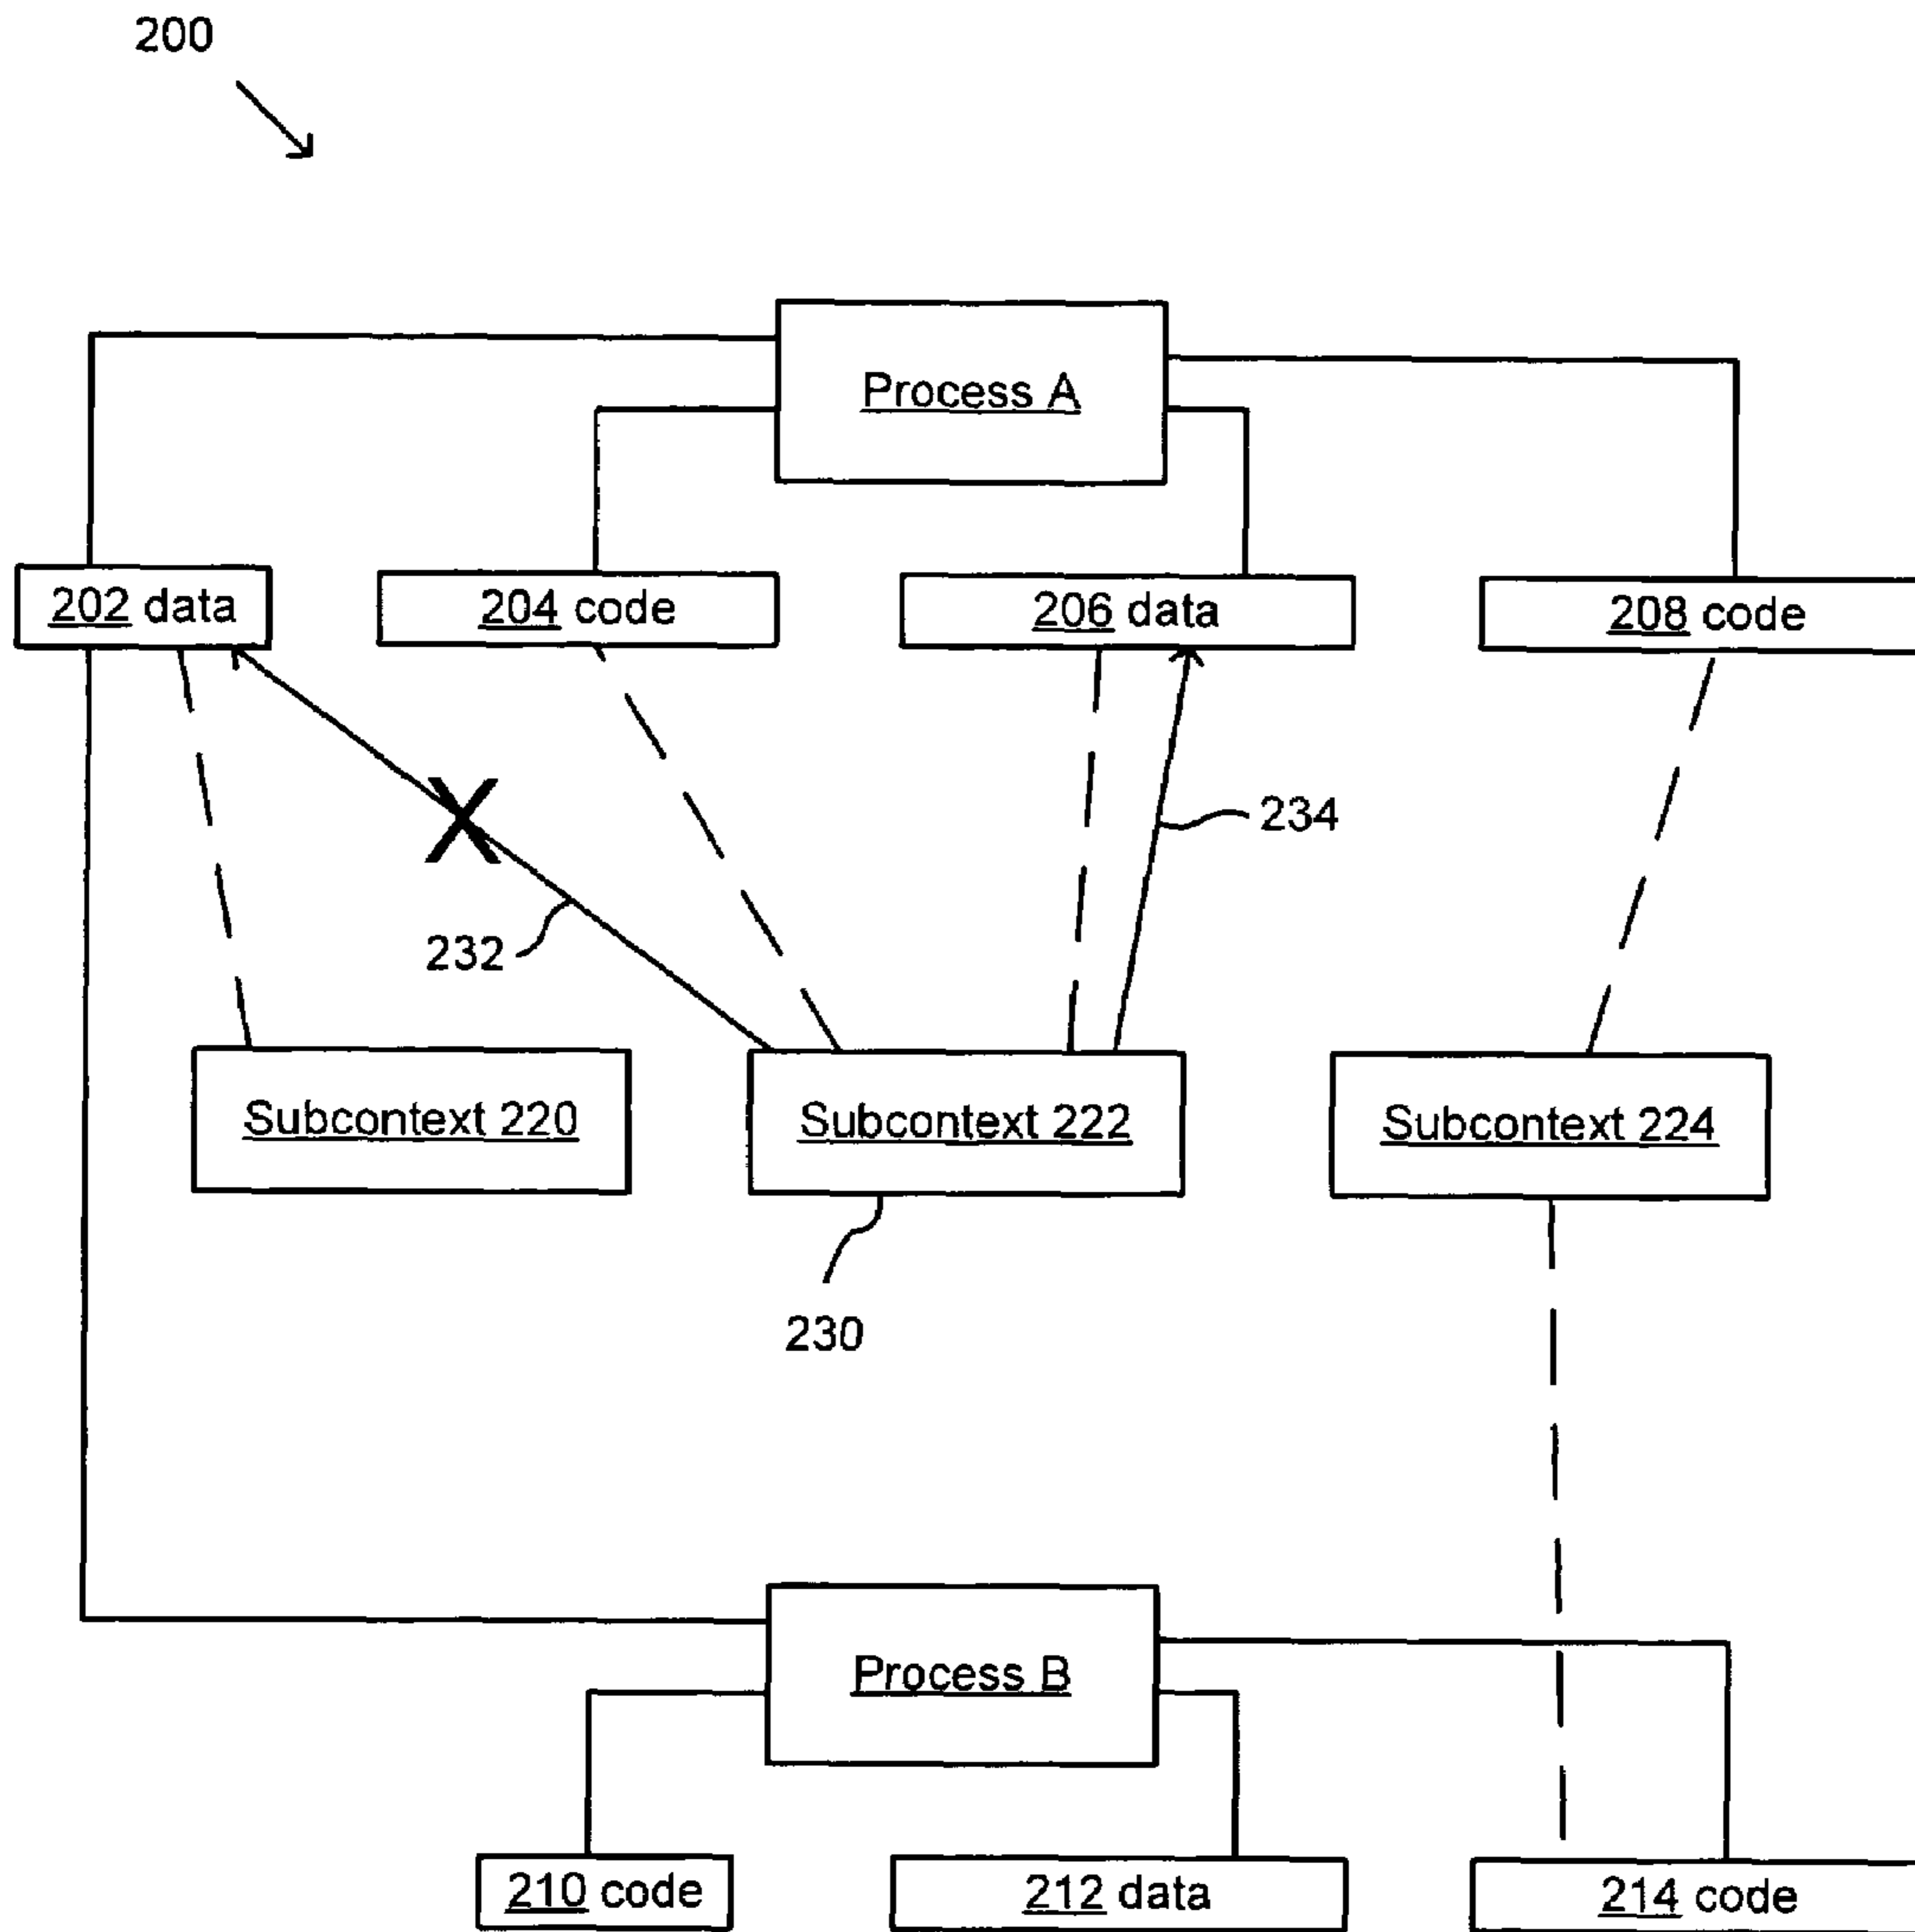 200
Process A
202 data
204 code
206 data
208 code
X
234
232
Subcontext 220
Subcontext 222
Subcontext 224
230
Process B
210 code
212 data
214 code